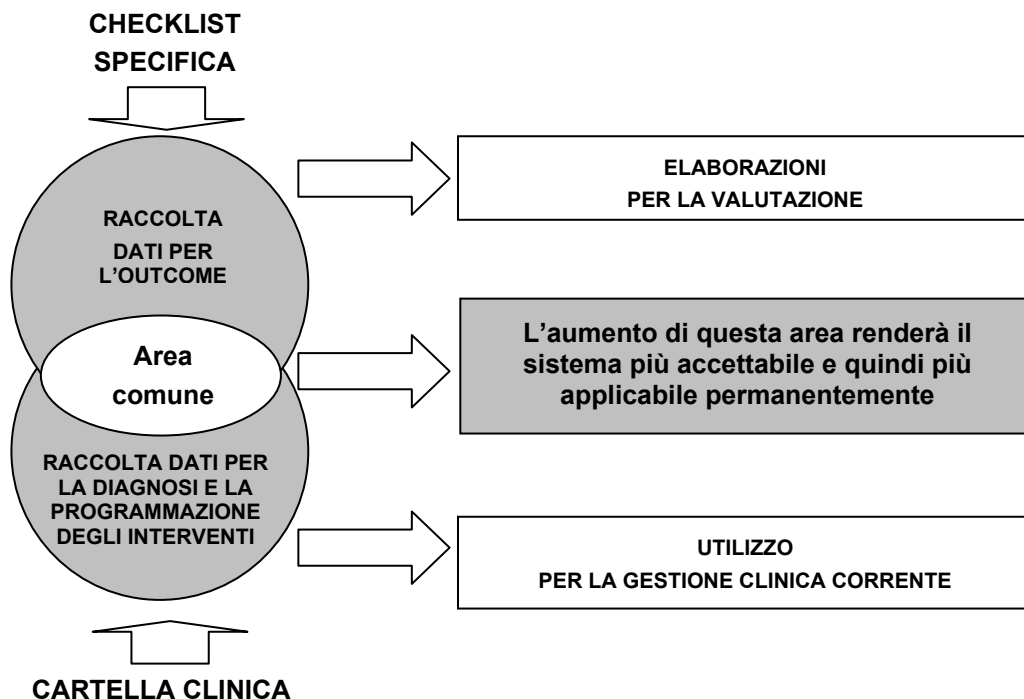 CHECKLIST
SPECIFICA
RACCOLTA
DATI PER
L’OUTCOME
ELABORAZIONI
PER LA VALUTAZIONE
Area
comune
L’aumento di questa area renderà il
sistema più accettabile e quindi più
applicabile permanentemente
RACCOLTA DATI PER
LA DIAGNOSI E LA
PROGRAMMAZIONE
DEGLI INTERVENTI
UTILIZZO
PER LA GESTIONE CLINICA CORRENTE
CARTELLA CLINICA